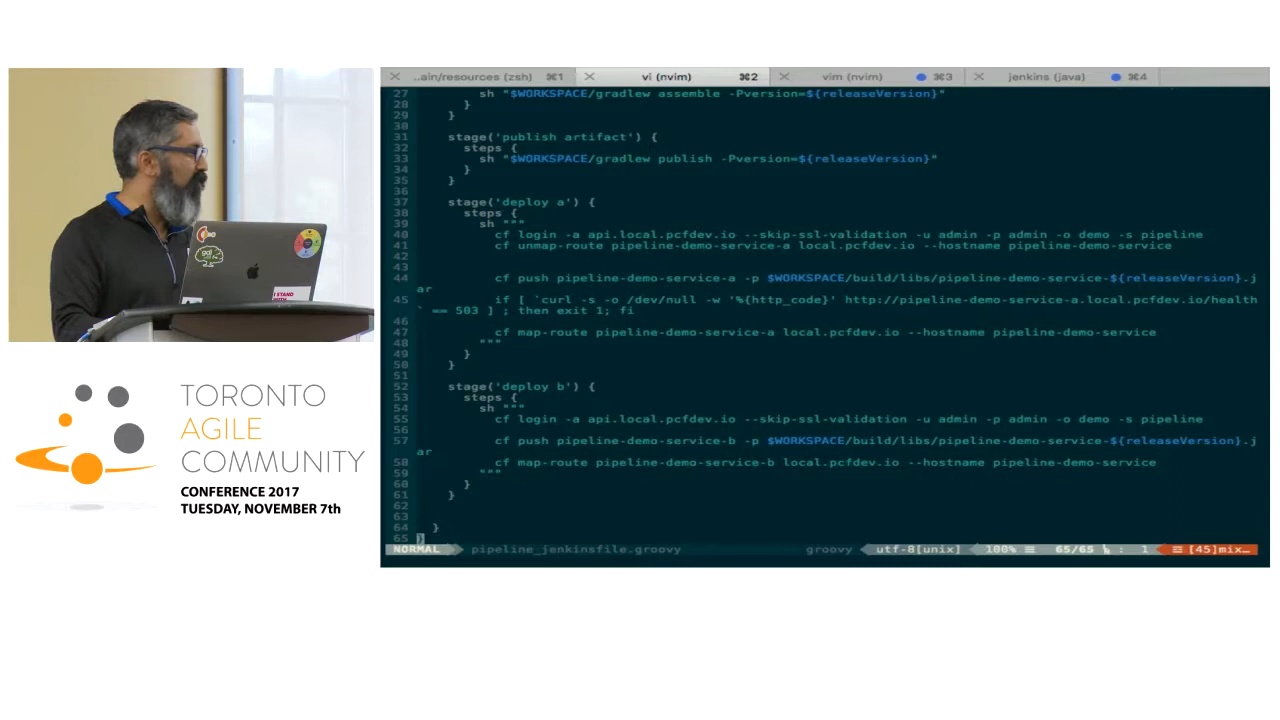 ..ain/resources (zsh) ⌘1 vi (nvim) ⌘2 vim (nvim) ⌘3 jenkins (java) ⌘4
27 sh "$WORKSPACE/gradlew assemble -Pversion=${releaseVersion}"
28 }
29 }
30
31 stage('publish artifact') {
32 steps {
33 sh "$WORKSPACE/gradlew publish -Pversion=${releaseVersion}"
34 }
35 }
36
37 stage('deploy a') {
38 steps {
39 sh """
40 cf login -a api.local.pcfdev.io --skip-ssl-validation -u admin -p admin -o demo -s pipeline
41 cf unmap-route pipeline-demo-service-a local.pcfdev.io --hostname pipeline-demo-service
42
43
44 cf push pipeline-demo-service-a -p $WORKSPACE/build/libs/pipeline-demo-service-${releaseVersion}.j
ar
45 if [ `curl -s -o /dev/null -w '%{http_code}' http://pipeline-demo-service-a.local.pcfdev.io/health
` == 503 ] ; then exit 1; fi
46
47 cf map-route pipeline-demo-service-a local.pcfdev.io --hostname pipeline-demo-service
48 """
49 }
50 }
51
52 stage('deploy b') {
53 steps {
54 sh """
55 cf login -a api.local.pcfdev.io --skip-ssl-validation -u admin -p admin -o demo -s pipeline
56
57 cf push pipeline-demo-service-b -p $WORKSPACE/build/libs/pipeline-demo-service-${releaseVersion}.j
ar
58 cf map-route pipeline-demo-service-b local.pcfdev.io --hostname pipeline-demo-service
59 """
60 }
61 }
62
63
64 }
65 }
NORMAL pipeline_jenkinsfile.groovy groovy utf-8[unix] 100% 65/65 : 1 [45]mix…
TORONTO
AGILE
COMMUNITY
CONFERENCE 2017
TUESDAY, NOVEMBER 7th
I STAND